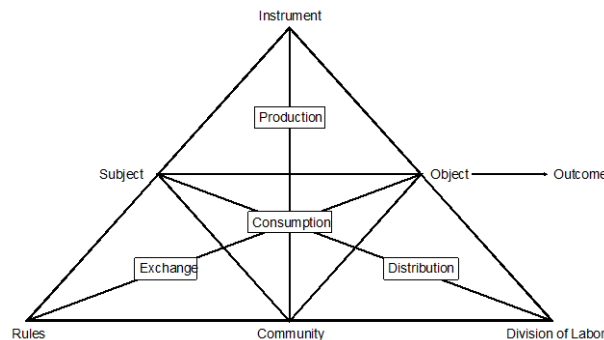 Instrument
Production
Subject
Object
Outcome
Consumption
Exchange
Distribution
Rules
Community
Division of Labor